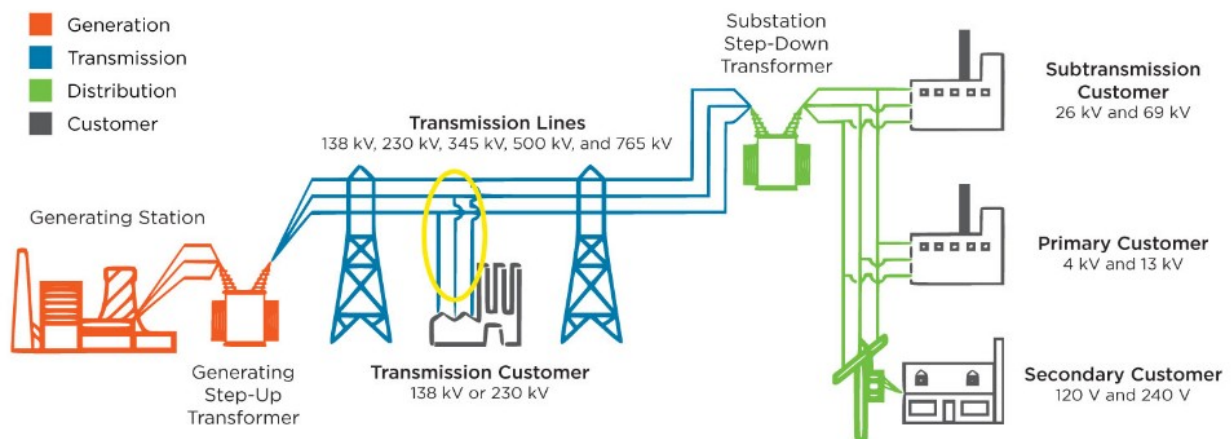 Generation
Transmission
Distribution
Customer
Generating Station
Generating
Step-Up
Transformer
Transmission Lines
138 kV, 230 kV, 345 kV, 500 kV, and 765 kV
Transmission Customer
138 kV or 230 kV
Substation
Step-Down
Transformer
Subtransmission
Customer
26 kV and 69 kV
Primary Customer
4 kV and 13 kV
Secondary Customer
120 V and 240 V